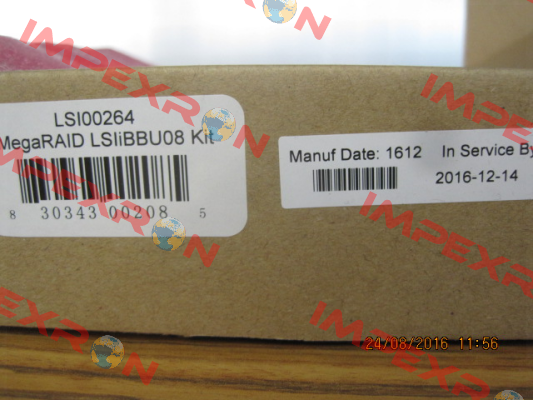 LSI00264
MegaRAID LSIiBBU08 Kit
8 30343 00208 5
Manuf Date: 1612 In Service By
2016-12-14
24/08/2016 11:56
IMPEXRON
IMPEXRON
IMPEXRON
IMPEXRON